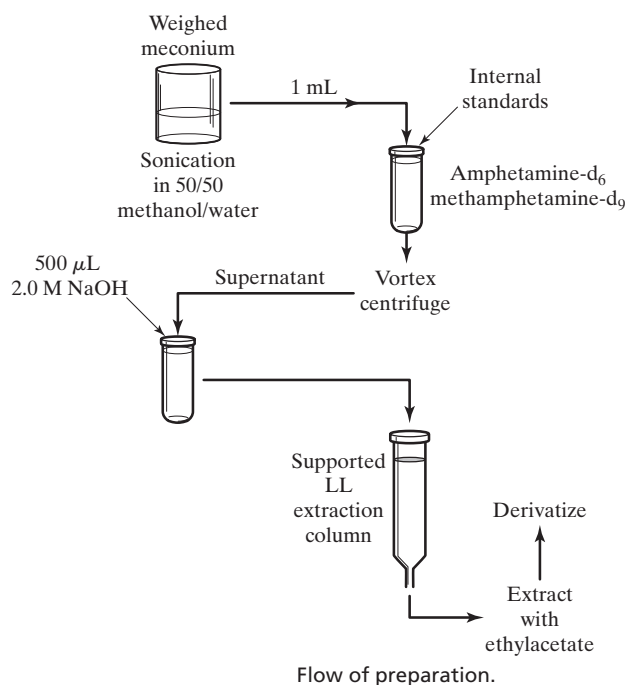 Weighed
meconium
1 mL
Internal
standards
Sonication
in 50/50
methanol/water
Amphetamine-d6
methamphetamine-d9
500 μL
2.0 M NaOH
Supernatant
Vortex
centrifuge
Supported
LL
extraction
column
Derivatize
Extract
with
ethylacetate
Flow of preparation.